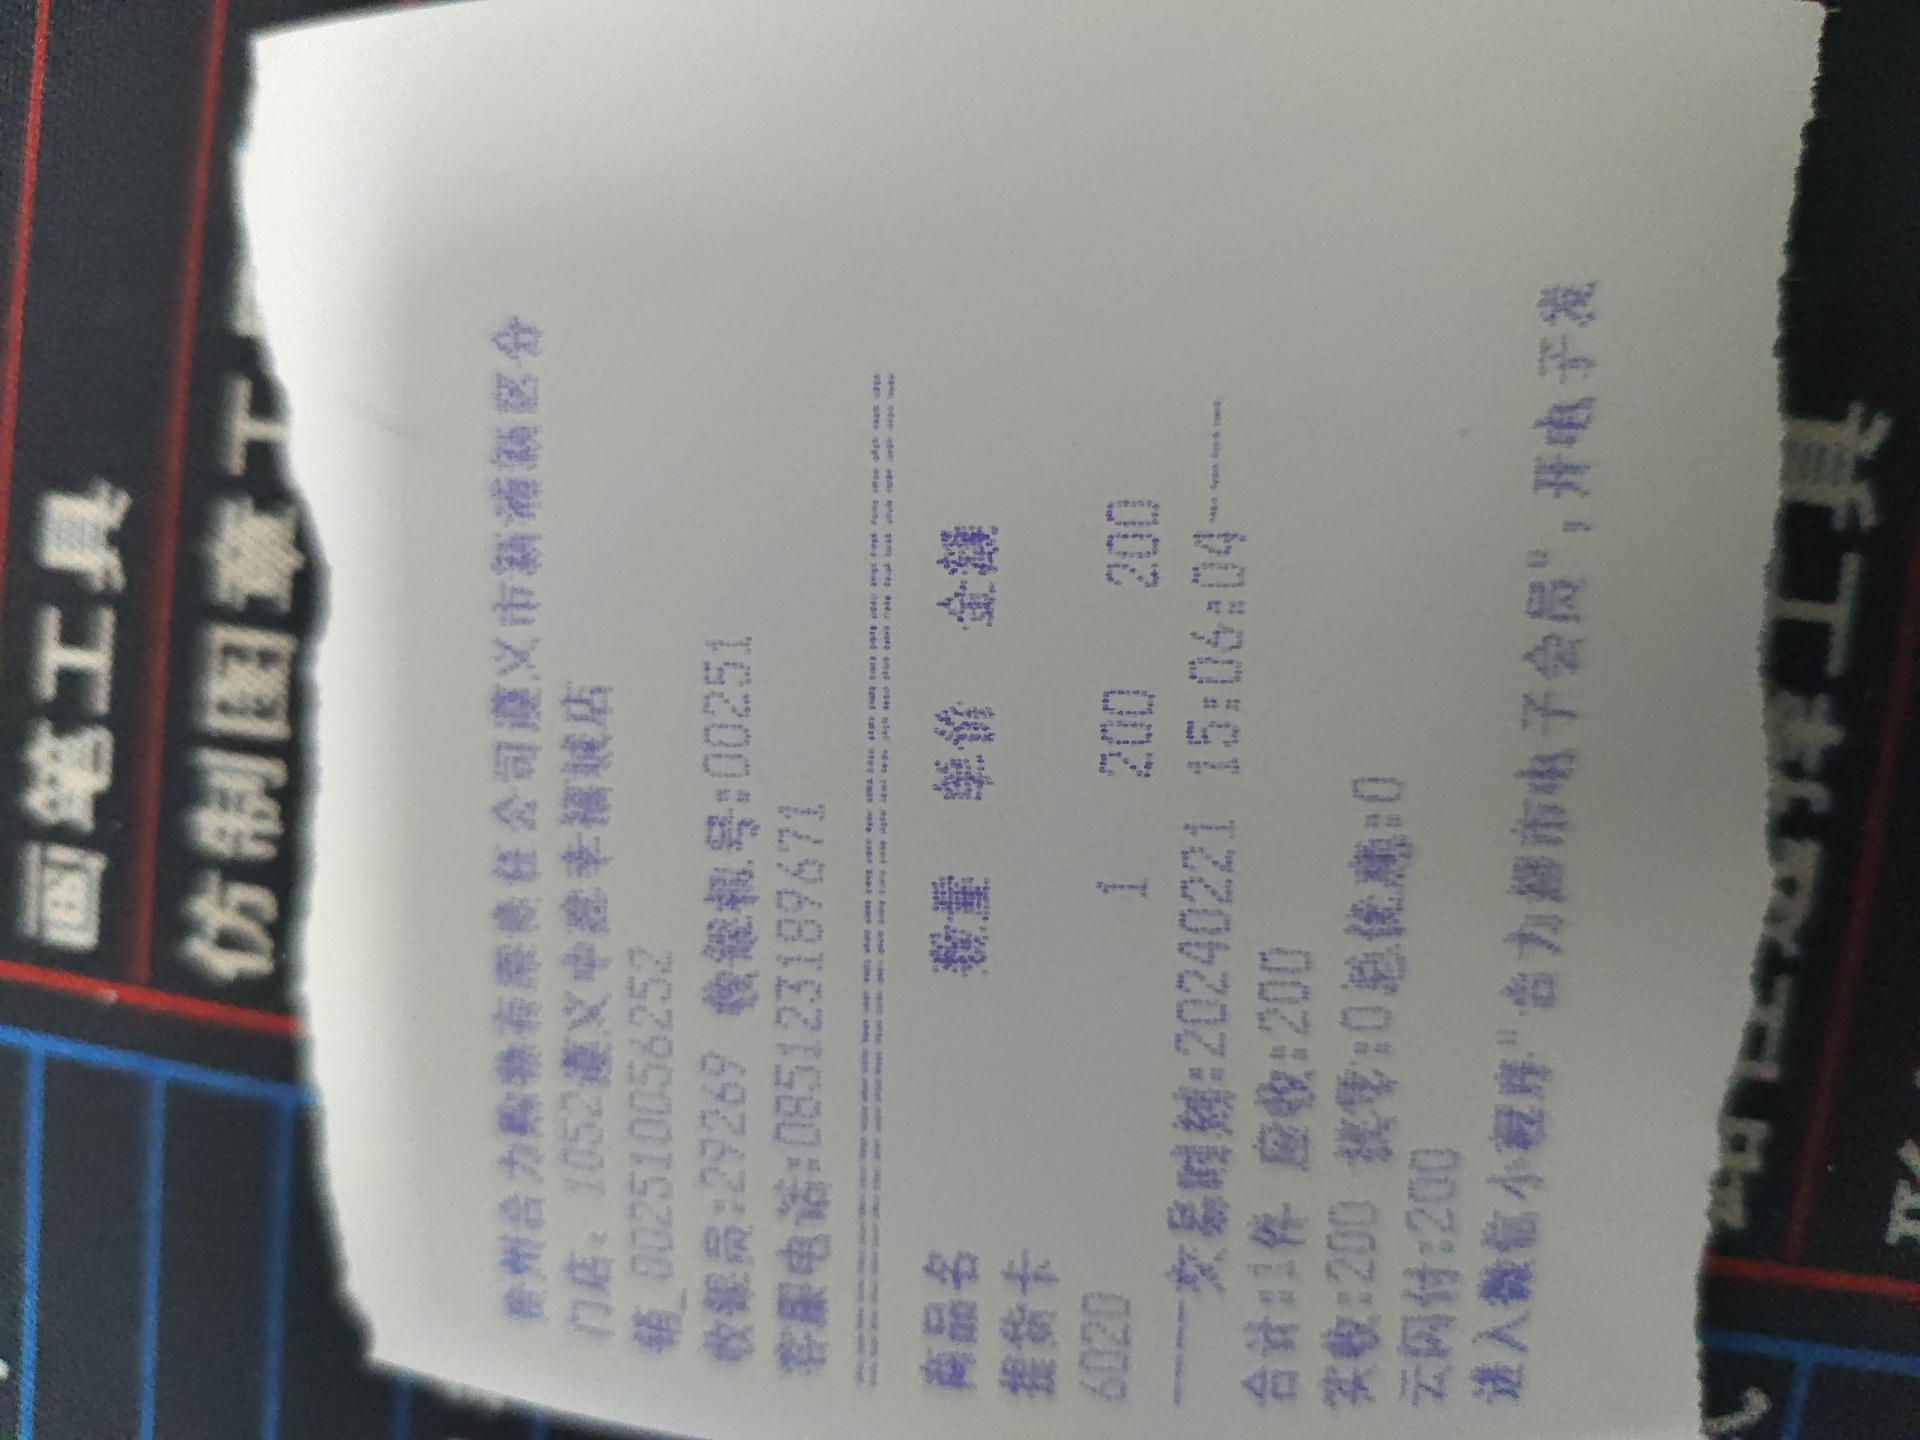 贵州合力购物有限责任公司遵义市新蒲新区分
门店：1052遵义中建幸福城店
销_00251005６252
收银员:29269 收银机号:00251
客服电话:085123189671
================================
商品名 数量 单价 金额
提货卡
6020 1 200 200
----交易时刻:20240221 15:06:04----
合计:1件 应收:200
实收:200 找零:0总优惠:0
云网付:200
进入微信小程序"合力超市电子会员"，开电子发
画笔工具
仿制图章工
具